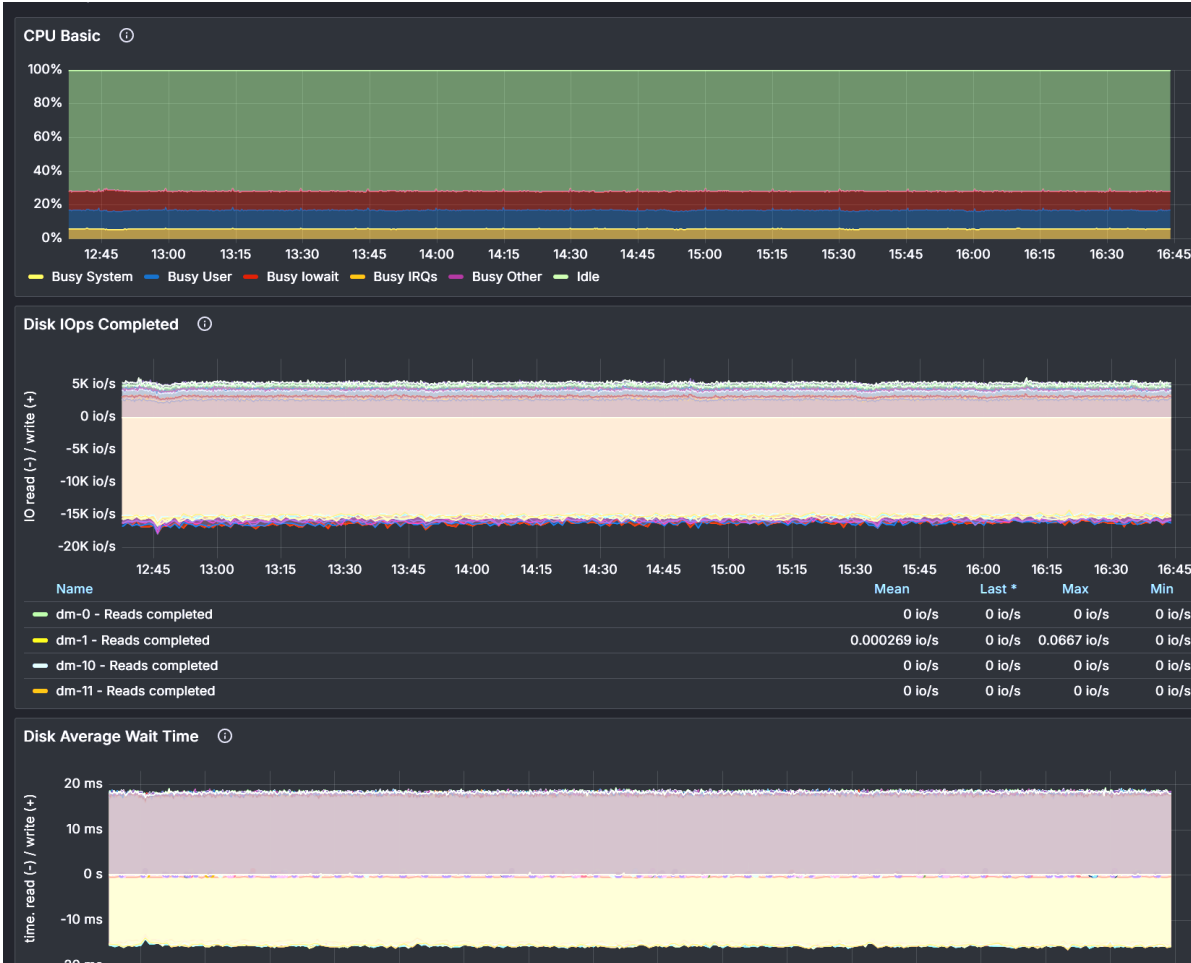 CPU Basic
100%
80%
60%
40%
20%
0%
12:45 13:00 13:15 13:30 13:45 14:00 14:15 14:30 14:45 15:00 15:15 15:30 15:45 16:00 16:15 16:30 16:45
Busy System Busy User Busy Iowait Busy IRQs Busy Other Idle
Disk IOps Completed
IO read (-) / write (+)
5K io/s
0 io/s
-5K io/s
-10K io/s
-15K io/s
-20K io/s
12:45 13:00 13:15 13:30 13:45 14:00 14:15 14:30 14:45 15:00 15:15 15:30 15:45 16:00 16:15 16:30 16:45
Name Mean Last * Max Min
dm-0 - Reads completed 0 io/s 0 io/s 0 io/s 0 io/s
dm-1 - Reads completed 0.000269 io/s 0 io/s 0.0667 io/s 0 io/s
dm-10 - Reads completed 0 io/s 0 io/s 0 io/s 0 io/s
dm-11 - Reads completed 0 io/s 0 io/s 0 io/s 0 io/s
Disk Average Wait Time
time. read (-) / write (+)
20 ms
10 ms
0 s
-10 ms